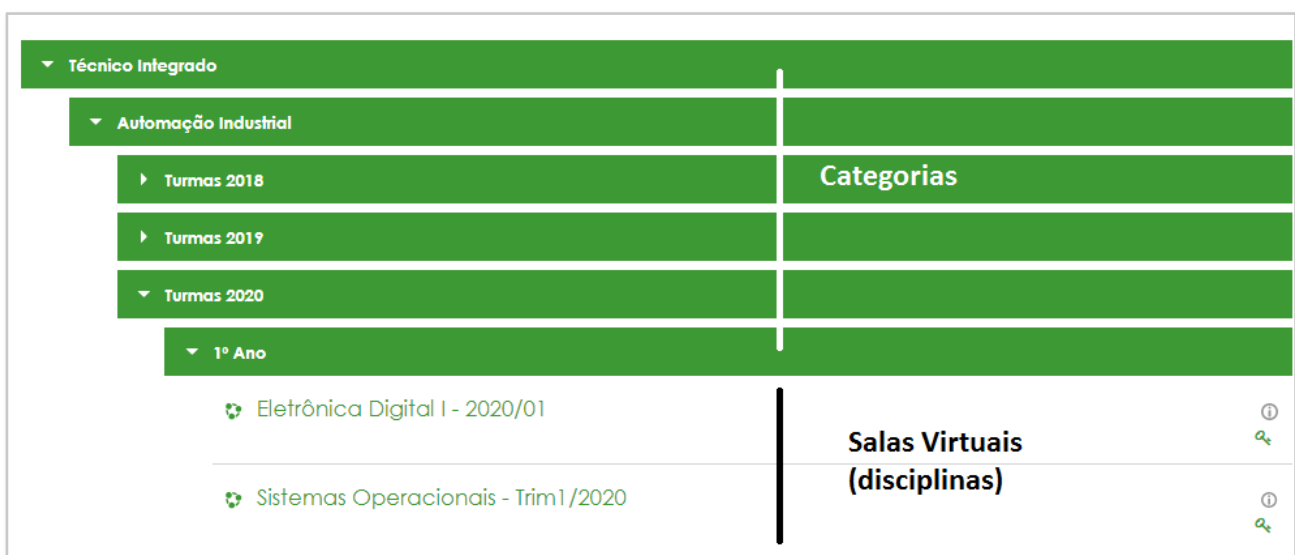 Técnico Integrado
Automação Industrial
Turmas 2018
Categorias
Turmas 2019
Turmas 2020
1º Ano
Eletrônica Digital I - 2020/01
Salas Virtuais
(disciplinas)
Sistemas Operacionais - Trim1/2020